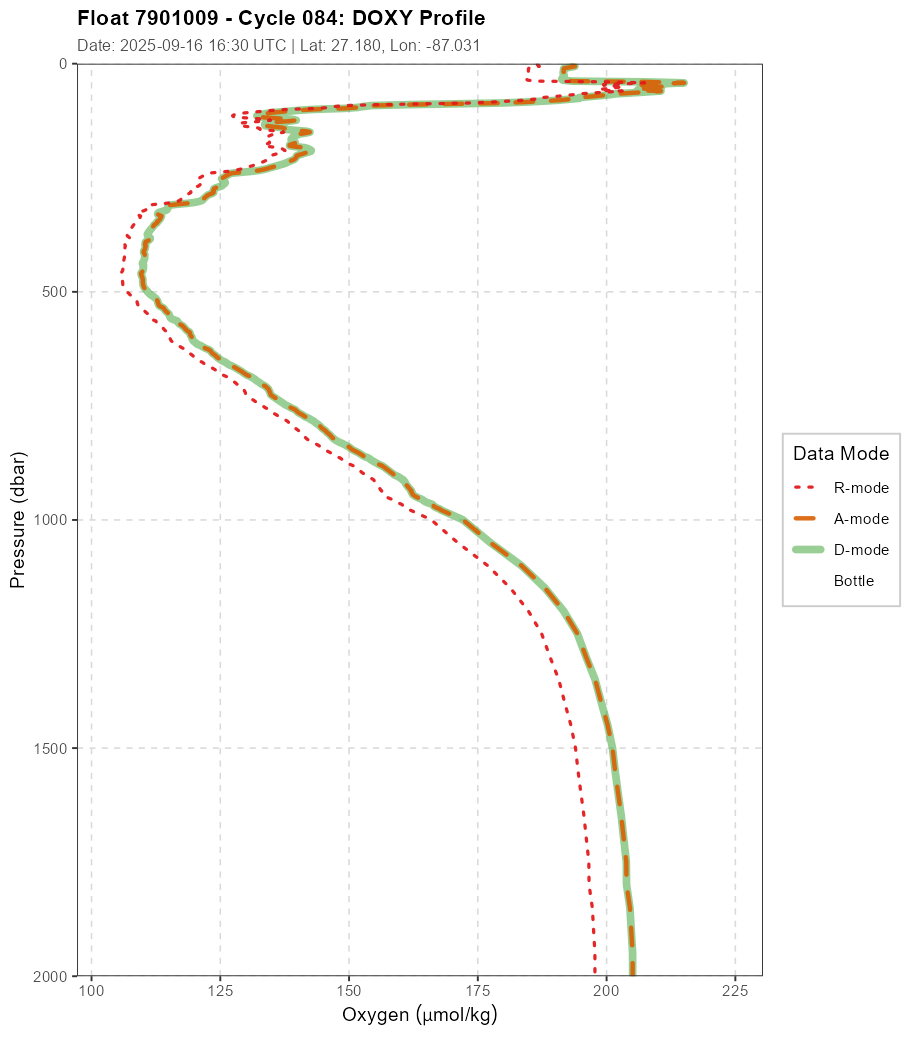 Float 7901009 - Cycle 084: DOXY Profile
Date: 2025-09-16 16:30 UTC | Lat: 27.180, Lon: -87.031
0
500
1000
1500
2000
Pressure (dbar)
100
125
150
175
200
225
Oxygen (µmol/kg)
Data Mode
R-mode
A-mode
D-mode
Bottle